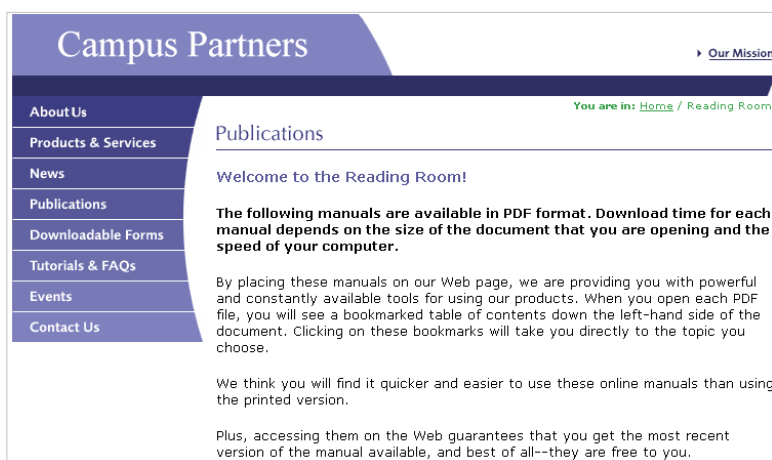 Campus Partners
Our Mission
You are in: Home / Reading Room
About Us
Products & Services
News
Publications
Downloadable Forms
Tutorials & FAQs
Events
Contact Us
Publications
Welcome to the Reading Room!
The following manuals are available in PDF format. Download time for each
manual depends on the size of the document that you are opening and the
speed of your computer.
By placing these manuals on our Web page, we are providing you with powerful
and constantly available tools for using our products. When you open each PDF
file, you will see a bookmarked table of contents down the left-hand side of the
document. Clicking on these bookmarks will take you directly to the topic you
choose.
We think you will find it quicker and easier to use these online manuals than using
the printed version.
Plus, accessing them on the Web guarantees that you get the most recent
version of the manual available, and best of all--they are free to you.